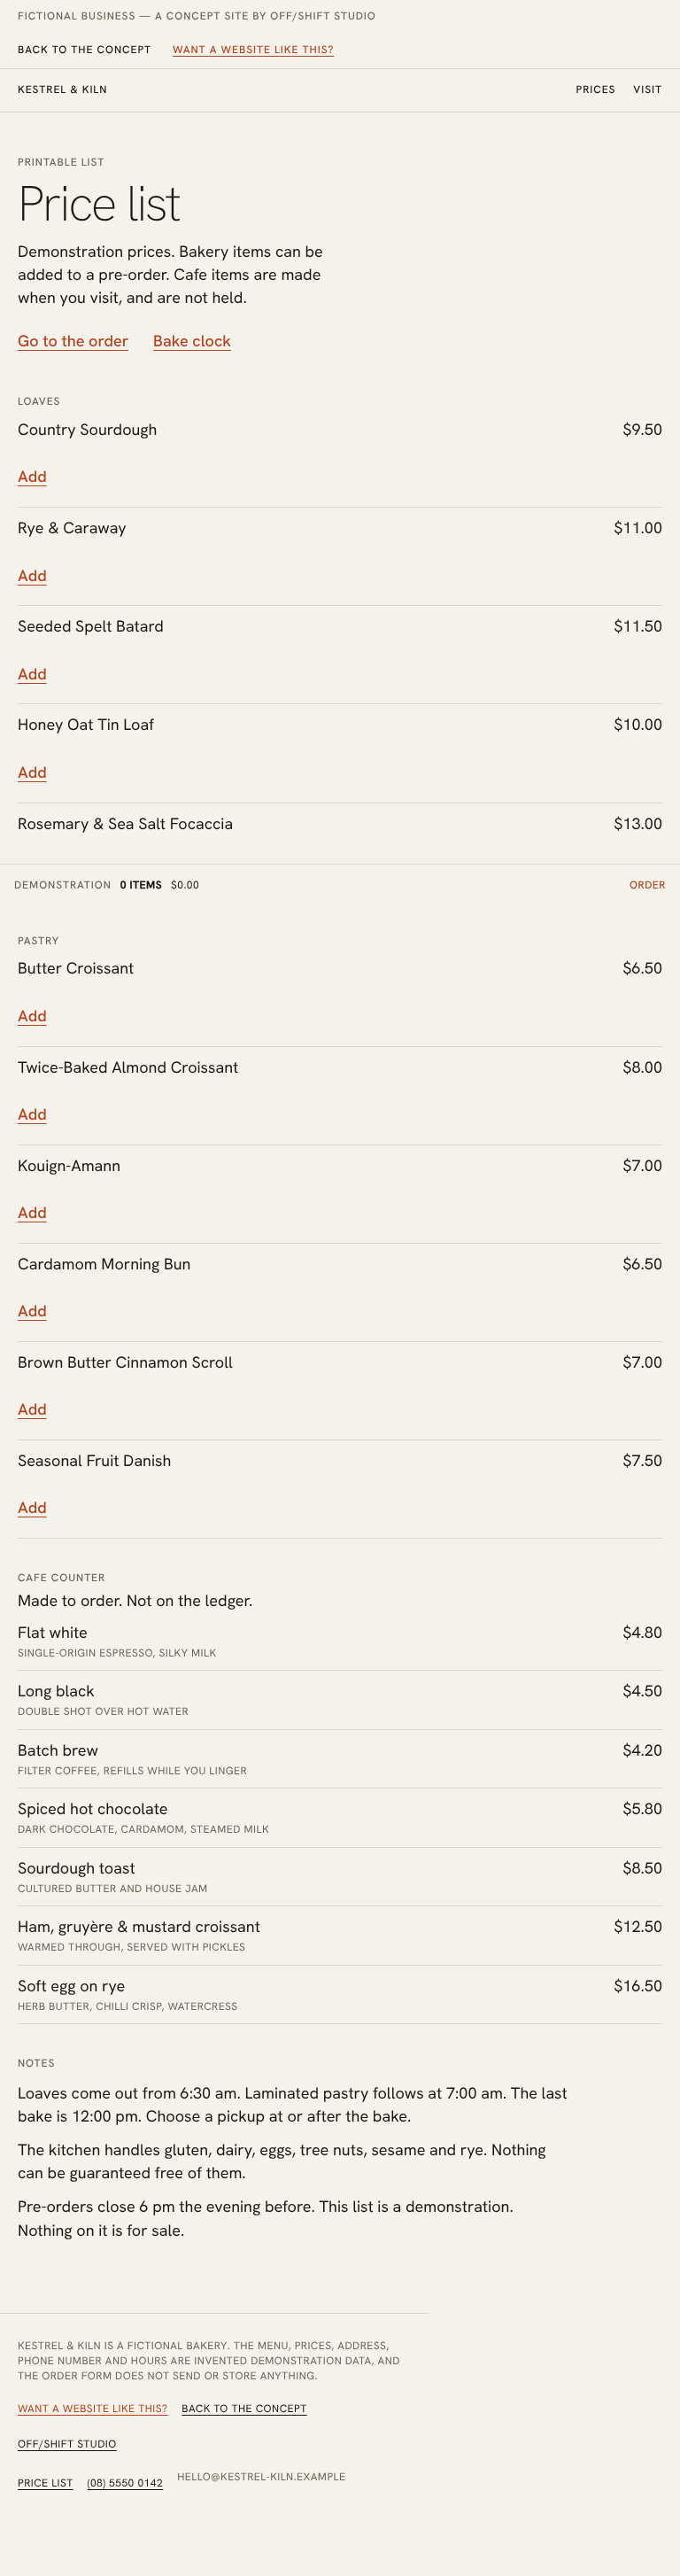 FICTIONAL BUSINESS — A CONCEPT SITE BY OFF/SHIFT STUDIO
BACK TO THE CONCEPT WANT A WEBSITE LIKE THIS?
KESTREL & KILN PRICES VISIT
PRINTABLE LIST
Price list
Demonstration prices. Bakery items can be
added to a pre-order. Cafe items are made
when you visit, and are not held.
Go to the order Bake clock
LOAVES
Country Sourdough $9.50
Add
Rye & Caraway $11.00
Add
Seeded Spelt Batard $11.50
Add
Honey Oat Tin Loaf $10.00
Add
Rosemary & Sea Salt Focaccia $13.00
DEMONSTRATION 0 ITEMS $0.00 ORDER
PASTRY
Butter Croissant $6.50
Add
Twice-Baked Almond Croissant $8.00
Add
Kouign-Amann $7.00
Add
Cardamom Morning Bun $6.50
Add
Brown Butter Cinnamon Scroll $7.00
Add
Seasonal Fruit Danish $7.50
Add
CAFE COUNTER
Made to order. Not on the ledger.
Flat white $4.80
SINGLE-ORIGIN ESPRESSO, SILKY MILK
Long black $4.50
DOUBLE SHOT OVER HOT WATER
Batch brew $4.20
FILTER COFFEE, REFILLS WHILE YOU LINGER
Spiced hot chocolate $5.80
DARK CHOCOLATE, CARDAMOM, STEAMED MILK
Sourdough toast $8.50
CULTURED BUTTER AND HOUSE JAM
Ham, gruyère & mustard croissant $12.50
WARMED THROUGH, SERVED WITH PICKLES
Soft egg on rye $16.50
HERB BUTTER, CHILLI CRISP, WATERCRESS
NOTES
Loaves come out from 6:30 am. Laminated pastry follows at 7:00 am. The last
bake is 12:00 pm. Choose a pickup at or after the bake.
The kitchen handles gluten, dairy, eggs, tree nuts, sesame and rye. Nothing
can be guaranteed free of them.
Pre-orders close 6 pm the evening before. This list is a demonstration.
Nothing on it is for sale.
KESTREL & KILN IS A FICTIONAL BAKERY. THE MENU, PRICES, ADDRESS,
PHONE NUMBER AND HOURS ARE INVENTED DEMONSTRATION DATA, AND
THE ORDER FORM DOES NOT SEND OR STORE ANYTHING.
WANT A WEBSITE LIKE THIS? BACK TO THE CONCEPT
OFF/SHIFT STUDIO
PRICE LIST (08) 5550 0142 HELLO@KESTREL-KILN.EXAMPLE